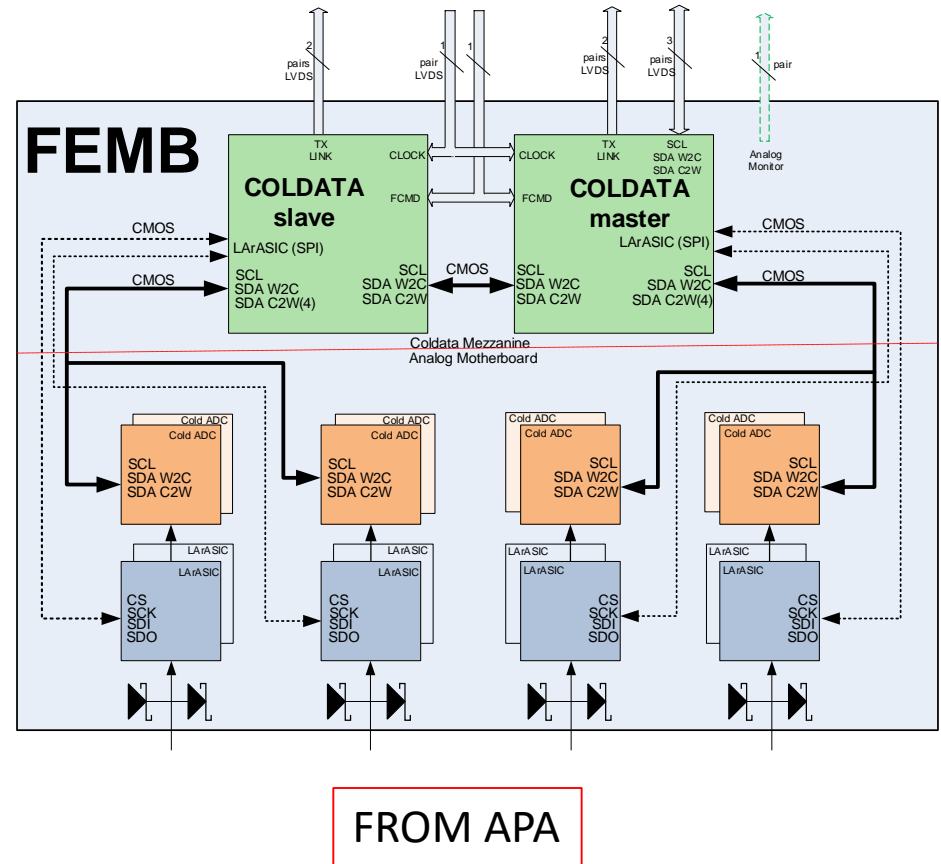 2
pairs
LVDS
1
pair
LVDS
1
2
pairs
LVDS
3
pairs
LVDS
1
pair
FEMB
TX
LINK
CLOCK
COLDATA
slave
FCMD
CMOS
LArASIC (SPI)
CMOS
SCL
SDA W2C
SDA C2W(4)
SCL
SDA W2C
SDA C2W
CMOS
TX
LINK
SCL
SDA W2C
SDA C2W
CLOCK
COLDATA
master
FCMD
LArASIC (SPI)
CMOS
SCL
SDA W2C
SDA C2W
SCL
SDA W2C
SDA C2W(4)
CMOS
Analog
Monitor
Coldata Mezzanine
Analog Motherboard
Cold ADC
Cold ADC
SCL
SDA W2C
SDA C2W
Cold ADC
Cold ADC
SCL
SDA W2C
SDA C2W
Cold ADC
Cold ADC
SCL
SDA W2C
SDA C2W
Cold ADC
Cold ADC
SCL
SDA W2C
SDA C2W
LArASIC
LArASIC
CS
SCK
SDI
SDO
LArASIC
LArASIC
CS
SCK
SDI
SDO
LArASIC
LArASIC
CS
SCK
SDI
SDO
LArASIC
LArASIC
CS
SCK
SDI
SDO
FROM APA